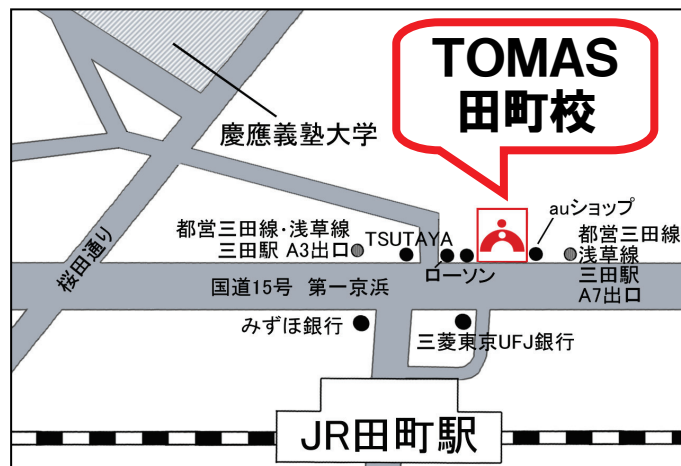 TOMAS
田町校
慶應義塾大学
auショップ
都営三田線・浅草線
三田駅 A3出口
TSUTAYA
ローソン
都営三田線
浅草線
三田駅
A7出口
桜田通り
国道15号 第一京浜
みずほ銀行
三菱東京UFJ銀行
JR田町駅